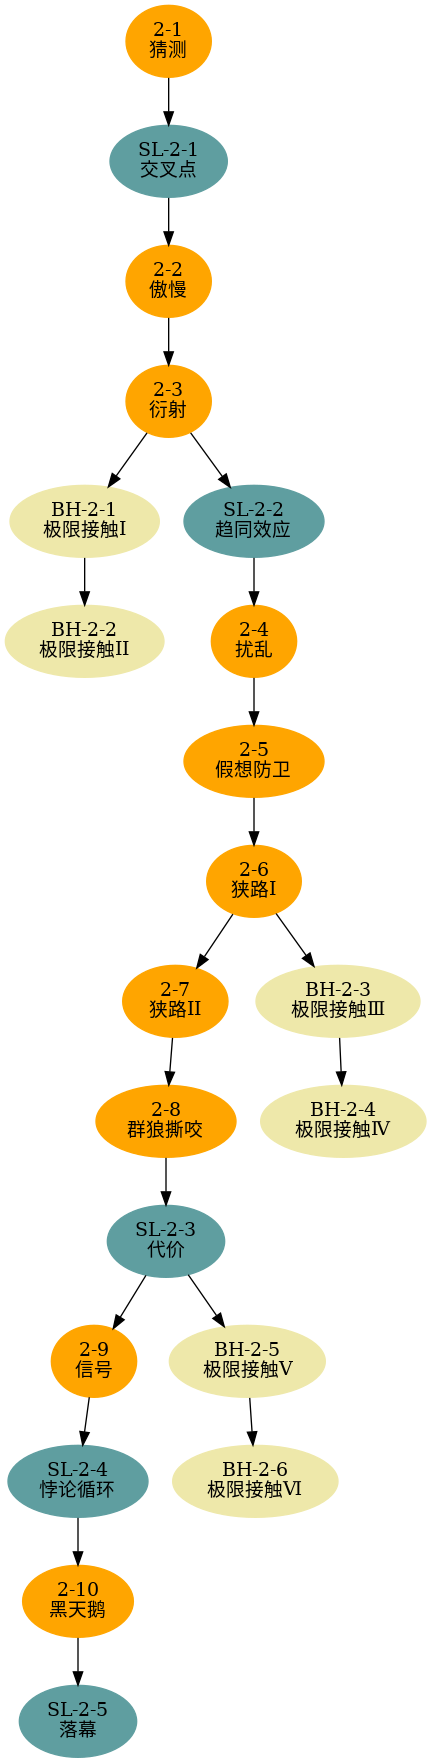 2-1
猜测
SL-2-1
交叉点
2-2
傲慢
2-3
衍射
BH-2-1
极限接触Ⅰ
SL-2-2
趋同效应
BH-2-2
极限接触II
2-4
扰乱
2-5
假想防卫
2-6
狭路Ⅰ
2-7
狭路II
BH-2-3
极限接触Ⅲ
2-8
群狼撕咬
BH-2-4
极限接触Ⅳ
SL-2-3
代价
2-9
信号
BH-2-5
极限接触Ⅴ
SL-2-4
悖论循环
BH-2-6
极限接触Ⅵ
2-10
黑天鹅
SL-2-5
落幕